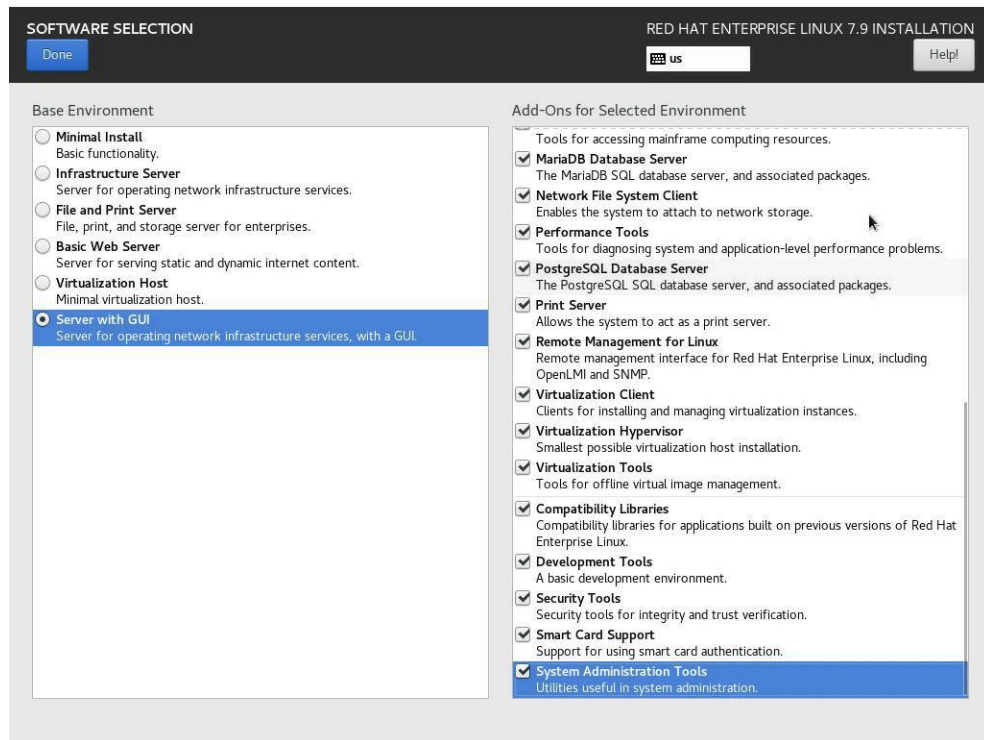 SOFTWARE SELECTION
RED HAT ENTERPRISE LINUX 7.9 INSTALLATION
Done
us
Help!
Base Environment
Minimal Install
Basic functionality.
Infrastructure Server
Server for operating network infrastructure services.
File and Print Server
File, print, and storage server for enterprises.
Basic Web Server
Server for serving static and dynamic internet content.
Virtualization Host
Minimal virtualization host.
Server with GUI
Server for operating network infrastructure services, with a GUI.
Add-Ons for Selected Environment
Tools for accessing mainframe computing resources.
MariaDB Database Server
The MariaDB SQL database server, and associated packages.
Network File System Client
Enables the system to attach to network storage.
Performance Tools
Tools for diagnosing system and application-level performance problems.
PostgreSQL Database Server
The PostgreSQL SQL database server, and associated packages.
Print Server
Allows the system to act as a print server.
Remote Management for Linux
Remote management interface for Red Hat Enterprise Linux, including
OpenLMI and SNMP.
Virtualization Client
Clients for installing and managing virtualization instances.
Virtualization Hypervisor
Smallest possible virtualization host installation.
Virtualization Tools
Tools for offline virtual image management.
Compatibility Libraries
Compatibility libraries for applications built on previous versions of Red Hat
Enterprise Linux.
Development Tools
A basic development environment.
Security Tools
Security tools for integrity and trust verification.
Smart Card Support
Support for using smart card authentication.
System Administration Tools
Utilities useful in system administration.